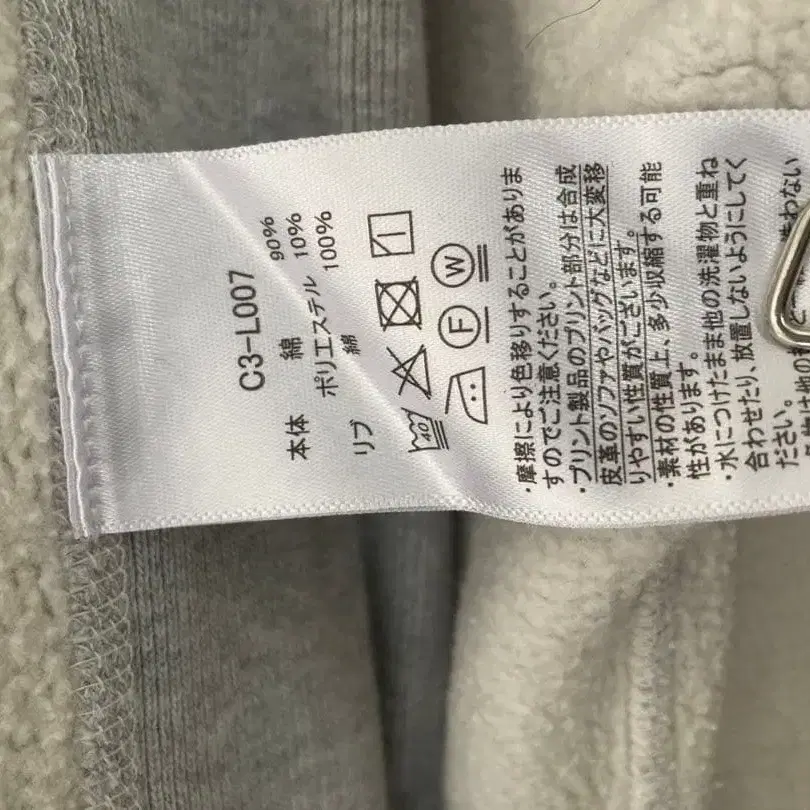 C3-L007
本体 綿 90%
ポリエステル 10%
リブ 綿 100%
40
F W
・摩擦により色移りすることがありま
すのでご注意ください。
・プリント製品のプリント部分は合成
皮革のソファやバッグなどに大変移
りやすい性質がございます。
・素材の性質上、多少収縮する可能
性があります。
・水につけたまま他の洗濯物と重ね
合わせたり、放置しないようにしてく
ださい。